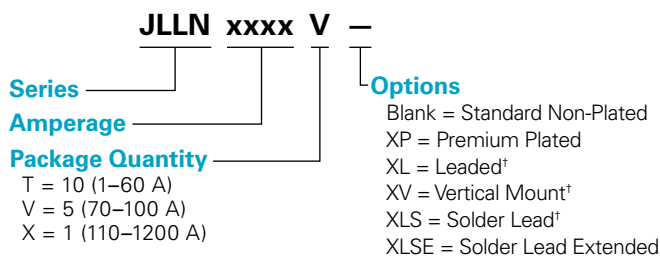 JLLN xxxx V –
Series
Amperage
Package Quantity
T = 10 (1–60 A)
V = 5 (70–100 A)
X = 1 (110–1200 A)
Options
Blank = Standard Non-Plated
XP = Premium Plated
XL = Leaded†
XV = Vertical Mount†
XLS = Solder Lead†
XLSE = Solder Lead Extended